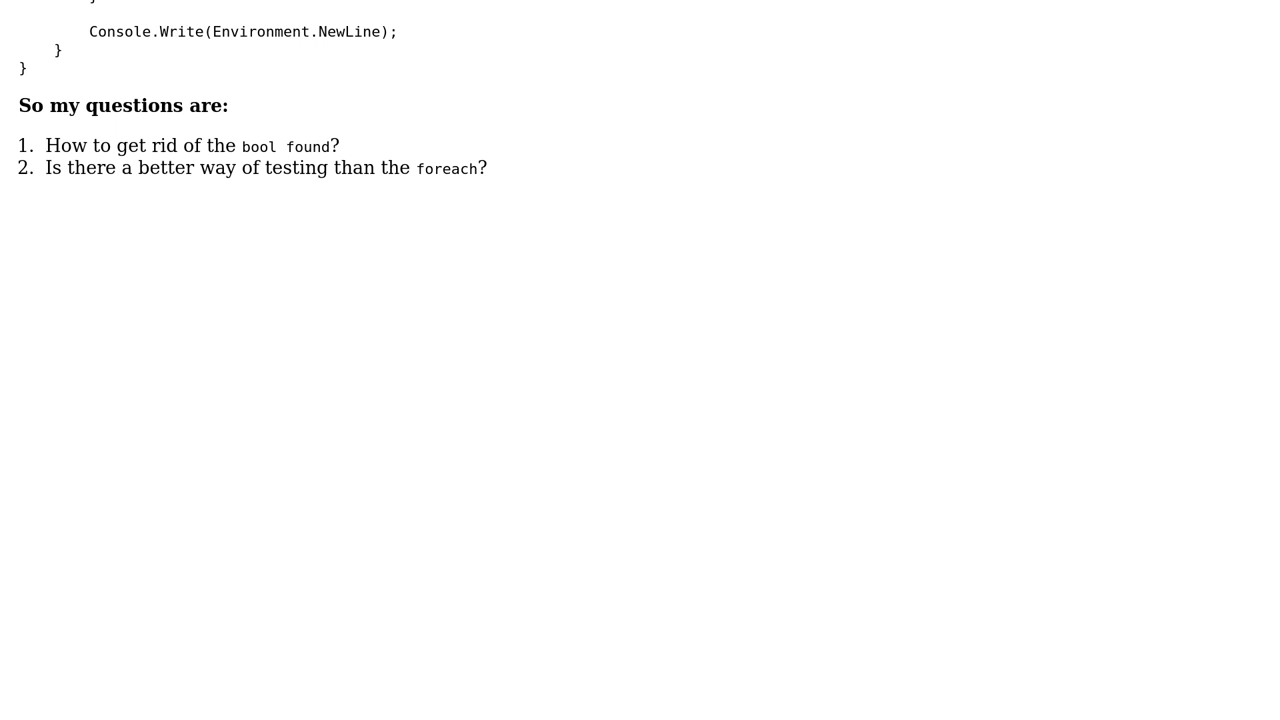 }
Console.Write(Environment.NewLine);
}
}
So my questions are:
1. How to get rid of the bool found?
2. Is there a better way of testing than the foreach?